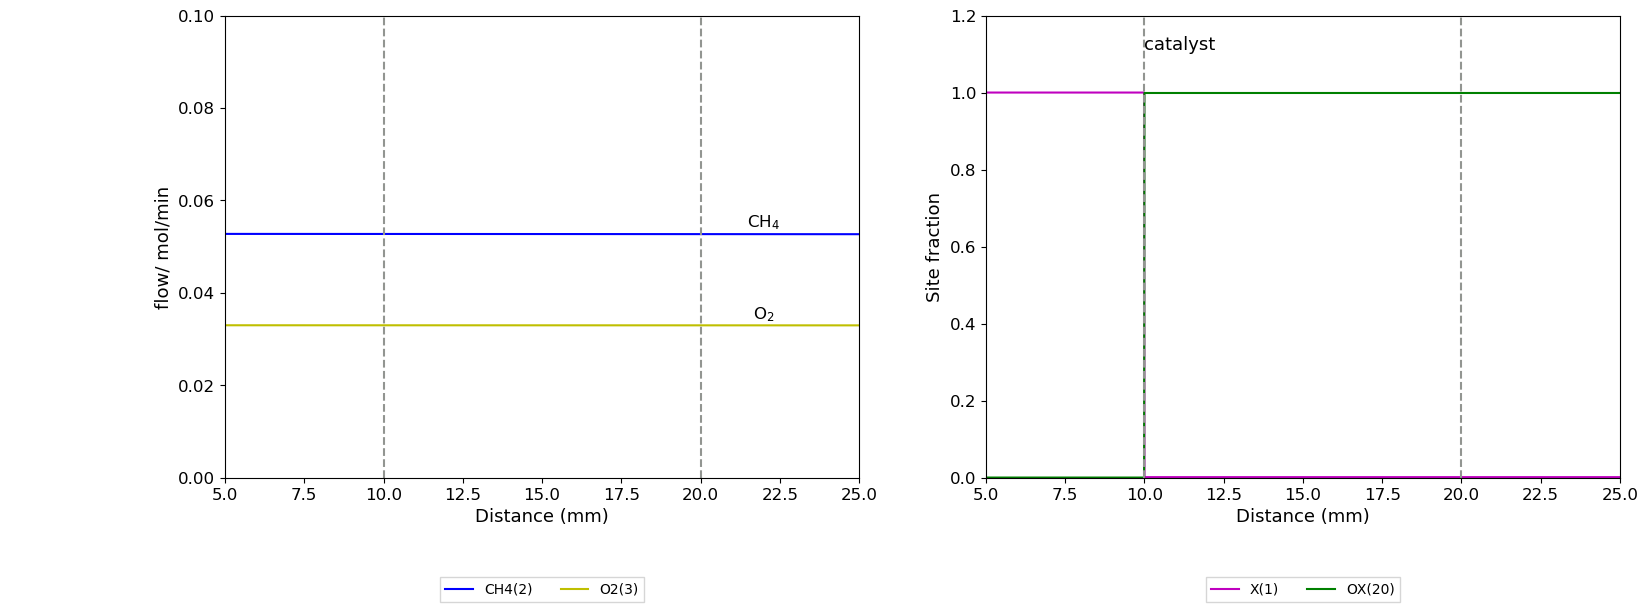 0.10
0.08
0.06
0.04
0.02
0.00
flow/ mol/min
CH₄
O₂
5.0 7.5 10.0 12.5 15.0 17.5 20.0 22.5 25.0
Distance (mm)
CH4(2) O2(3)
1.2
1.0
0.8
0.6
0.4
0.2
0.0
Site fraction
catalyst
5.0 7.5 10.0 12.5 15.0 17.5 20.0 22.5 25.0
Distance (mm)
X(1) OX(20)